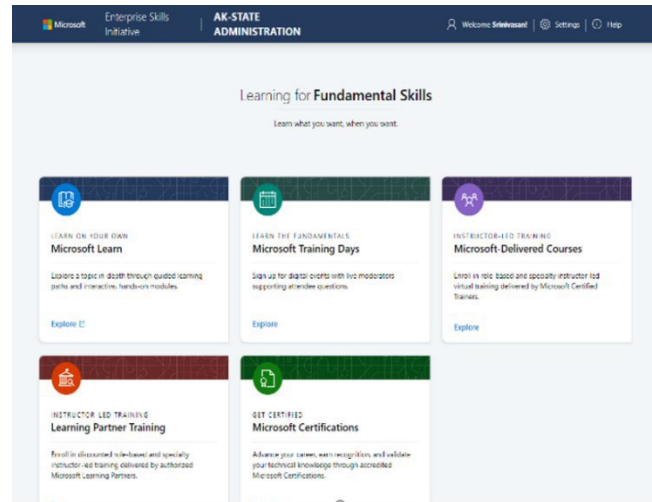 Microsoft
Enterprise Skills
Initiative
AK-STATE
ADMINISTRATION
Welcome Srinivasan!
Settings
Help
Learning for Fundamental Skills
Learn what you want, when you want.
LEARN ON YOUR OWN
Microsoft Learn
Explore a topic in depth through guided learning
paths and interactive, hands-on modules.
Explore
LEARN THE FUNDAMENTALS
Microsoft Training Days
Sign up for digital events with live moderators
supporting attendee questions.
Explore
INSTRUCTOR-LED TRAINING
Microsoft-Delivered Courses
Enroll in role-based and specialty instructor-led
virtual training delivered by Microsoft Certified
Trainers.
Explore
INSTRUCTOR-LED TRAINING
Learning Partner Training
Enroll in discounted role-based and specialty
instructor-led training delivered by authorized
Microsoft Learning Partners.
GET CERTIFIED
Microsoft Certifications
Advance your career, earn recognition, and validate
your technical knowledge through accredited
Microsoft Certifications.